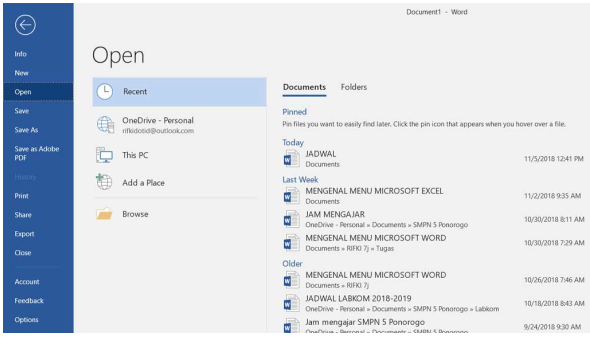 Document1 - Word
Info
New
Open
Save
Save As
Save as Adobe
PDF
History
Print
Share
Export
Close
Account
Feedback
Options
Open
Recent
OneDrive - Personal
rifkidotid@outlook.com
This PC
Add a Place
Browse
Documents Folders
Pinned
Pin files you want to easily find later. Click the pin icon that appears when you hover over a file.
Today
JADWAL
Documents
11/5/2018 12:41 PM
Last Week
MENGENAL MENU MICROSOFT EXCEL
Documents
11/2/2018 9:35 AM
JAM MENGAJAR
OneDrive - Personal » Documents » SMPN 5 Ponorogo
10/30/2018 8:11 AM
MENGENAL MENU MICROSOFT WORD
Documents » RIFKI 7j » Tugas
10/30/2018 7:29 AM
Older
MENGENAL MENU MICROSOFT WORD
Documents » RIFKI 7j
10/26/2018 7:46 AM
JADWAL LABKOM 2018-2019
OneDrive - Personal » Documents » SMPN 5 Ponorogo » Labkom
10/18/2018 8:43 AM
Jam mengajar SMPN 5 Ponorogo
OneDrive - Personal » Documents » SMPN 5 Ponorogo
9/24/2018 9:30 AM